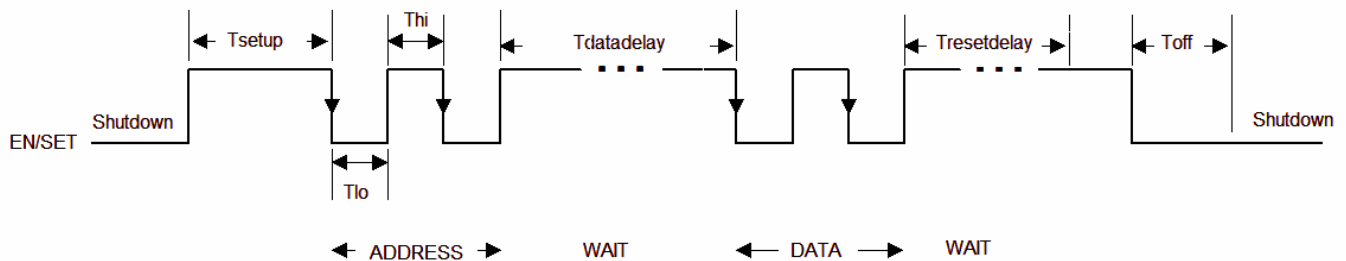 Thi
Tsetup
Tdatadelay
Tresetdelay
Toff
Shutdown
Shutdown
EN/SET
Tlo
ADDRESS
WAIT
DATA
WAIT